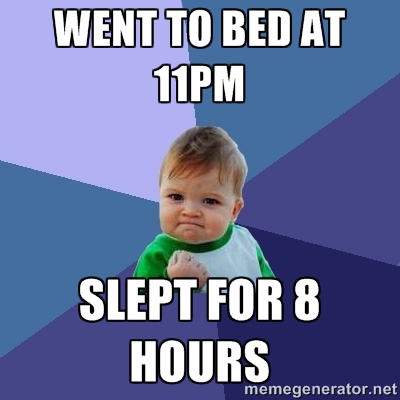 WENT TO BED AT
11PM
SLEPT FOR 8
HOURS
memegenerator.net